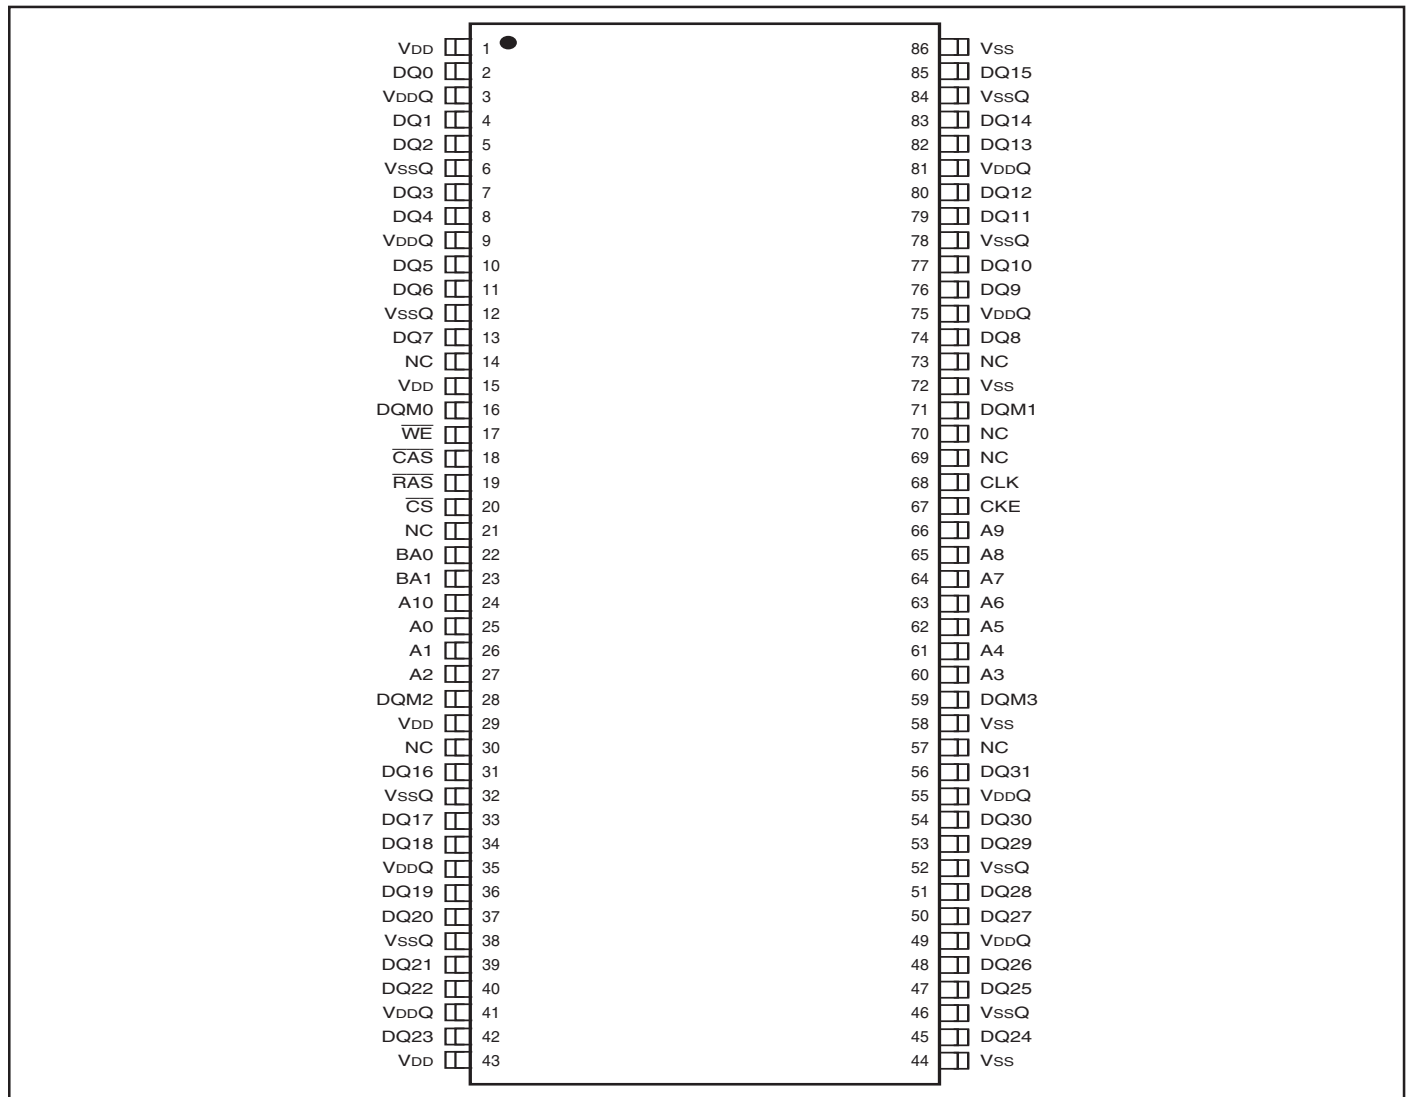 VDD 1 86 VSS
DQ0 2 85 DQ15
VDDQ 3 84 VSSQ
DQ1 4 83 DQ14
DQ2 5 82 DQ13
VSSQ 6 81 VDDQ
DQ3 7 80 DQ12
DQ4 8 79 DQ11
VDDQ 9 78 VSSQ
DQ5 10 77 DQ10
DQ6 11 76 DQ9
VSSQ 12 75 VDDQ
DQ7 13 74 DQ8
NC 14 73 NC
VDD 15 72 VSS
DQM0 16 71 DQM1
W̅E̅ 17 70 NC
C̅A̅S̅ 18 69 NC
R̅A̅S̅ 19 68 CLK
C̅S̅ 20 67 CKE
NC 21 66 A9
BA0 22 65 A8
BA1 23 64 A7
A10 24 63 A6
A0 25 62 A5
A1 26 61 A4
A2 27 60 A3
DQM2 28 59 DQM3
VDD 29 58 VSS
NC 30 57 NC
DQ16 31 56 DQ31
VSSQ 32 55 VDDQ
DQ17 33 54 DQ30
DQ18 34 53 DQ29
VDDQ 35 52 VSSQ
DQ19 36 51 DQ28
DQ20 37 50 DQ27
VSSQ 38 49 VDDQ
DQ21 39 48 DQ26
DQ22 40 47 DQ25
VDDQ 41 46 VSSQ
DQ23 42 45 DQ24
VDD 43 44 VSS